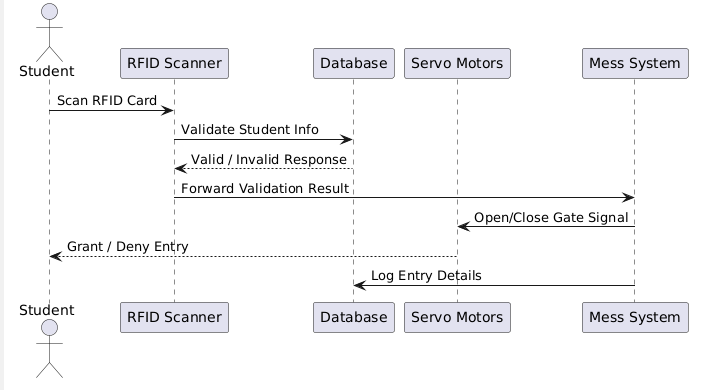 Student
RFID Scanner
Database
Servo Motors
Mess System
Scan RFID Card
Validate Student Info
Valid / Invalid Response
Forward Validation Result
Open/Close Gate Signal
Grant / Deny Entry
Log Entry Details
Student
RFID Scanner
Database
Servo Motors
Mess System